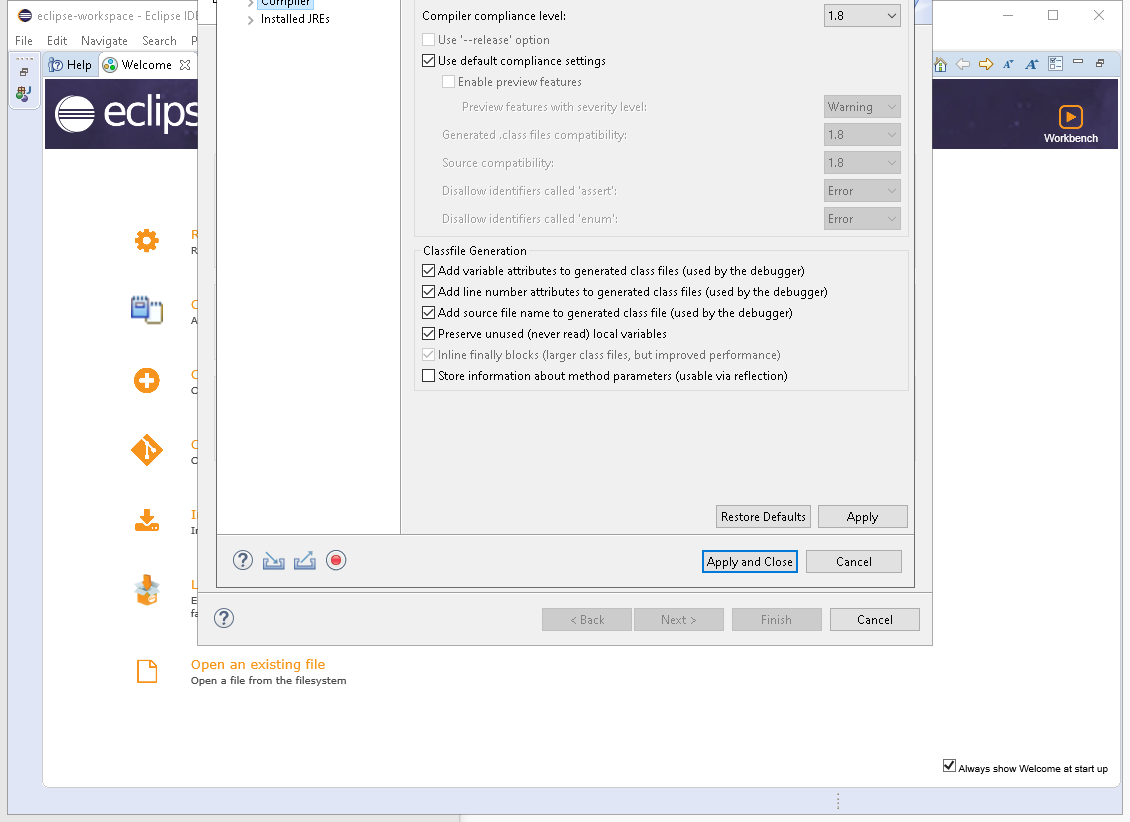 eclipse-workspace - Eclipse IDE
Compiler
Installed JREs
File Edit Navigate Search P
Help Welcome
eclips
Workbench
Compiler compliance level: 1.8
Use '--release' option
Use default compliance settings
Enable preview features
Preview features with severity level: Warning
Generated .class files compatibility: 1.8
Source compatibility: 1.8
Disallow identifiers called 'assert': Error
Disallow identifiers called 'enum': Error
Classfile Generation
Add variable attributes to generated class files (used by the debugger)
Add line number attributes to generated class files (used by the debugger)
Add source file name to generated class file (used by the debugger)
Preserve unused (never read) local variables
Inline finally blocks (larger class files, but improved performance)
Store information about method parameters (usable via reflection)
Restore Defaults Apply
Apply and Close Cancel
< Back Next > Finish Cancel
Open an existing file
Open a file from the filesystem
Always show Welcome at start up